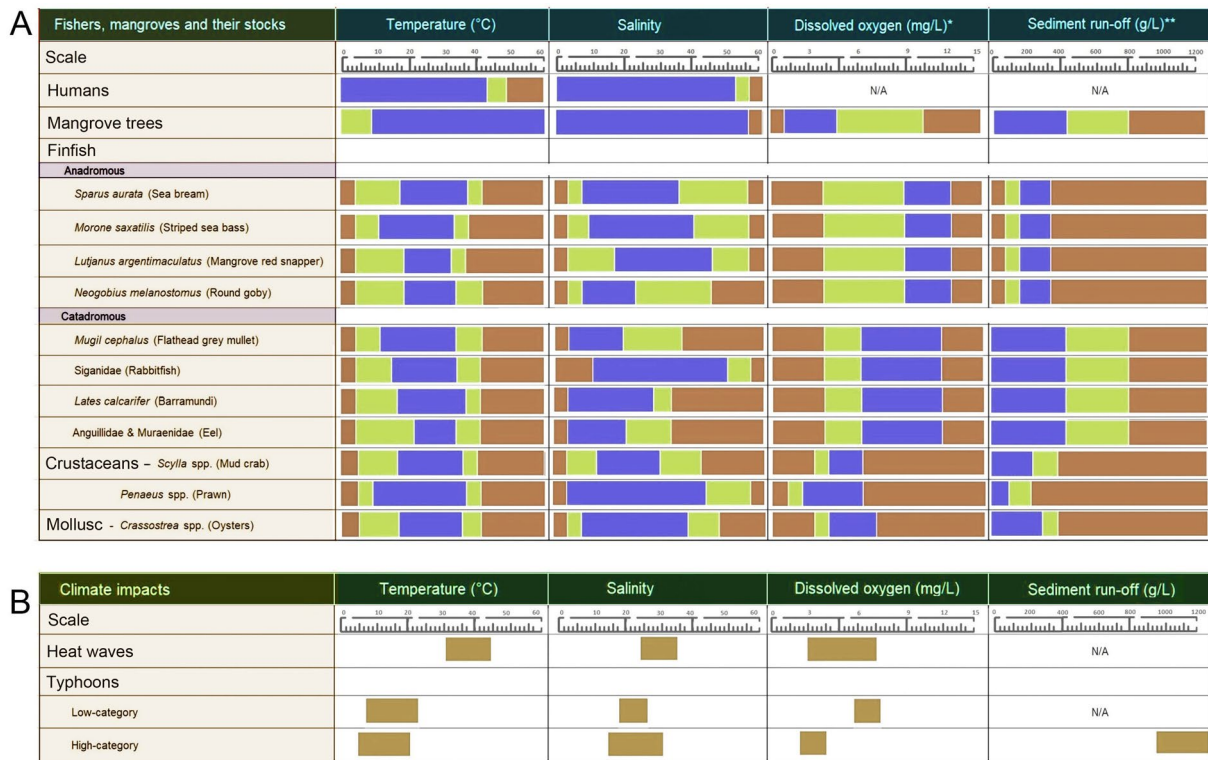 A
Fishers, mangroves and their stocks Temperature (°C) Salinity Dissolved oxygen (mg/L)* Sediment run-off (g/L)**
Scale 0 10 20 30 40 50 60 0 10 20 30 40 50 60 0 3 6 9 12 15 0 200 400 600 800 1000 1200
Humans N/A N/A
Mangrove trees
Finfish
Anadromous
Sparus aurata (Sea bream)
Morone saxatilis (Striped sea bass)
Lutjanus argentimaculatus (Mangrove red snapper)
Neogobius melanostomus (Round goby)
Catadromous
Mugil cephalus (Flathead grey mullet)
Siganidae (Rabbitfish)
Lates calcarifer (Barramundi)
Anguillidae & Muraenidae (Eel)
Crustaceans – Scylla spp. (Mud crab)
Penaeus spp. (Prawn)
Mollusc - Crassostrea spp. (Oysters)
B
Climate impacts Temperature (°C) Salinity Dissolved oxygen (mg/L) Sediment run-off (g/L)
Scale 0 10 20 30 40 50 60 0 10 20 30 40 50 60 0 3 6 9 12 15 0 200 400 600 800 1000 1200
Heat waves N/A
Typhoons
Low-category N/A
High-category